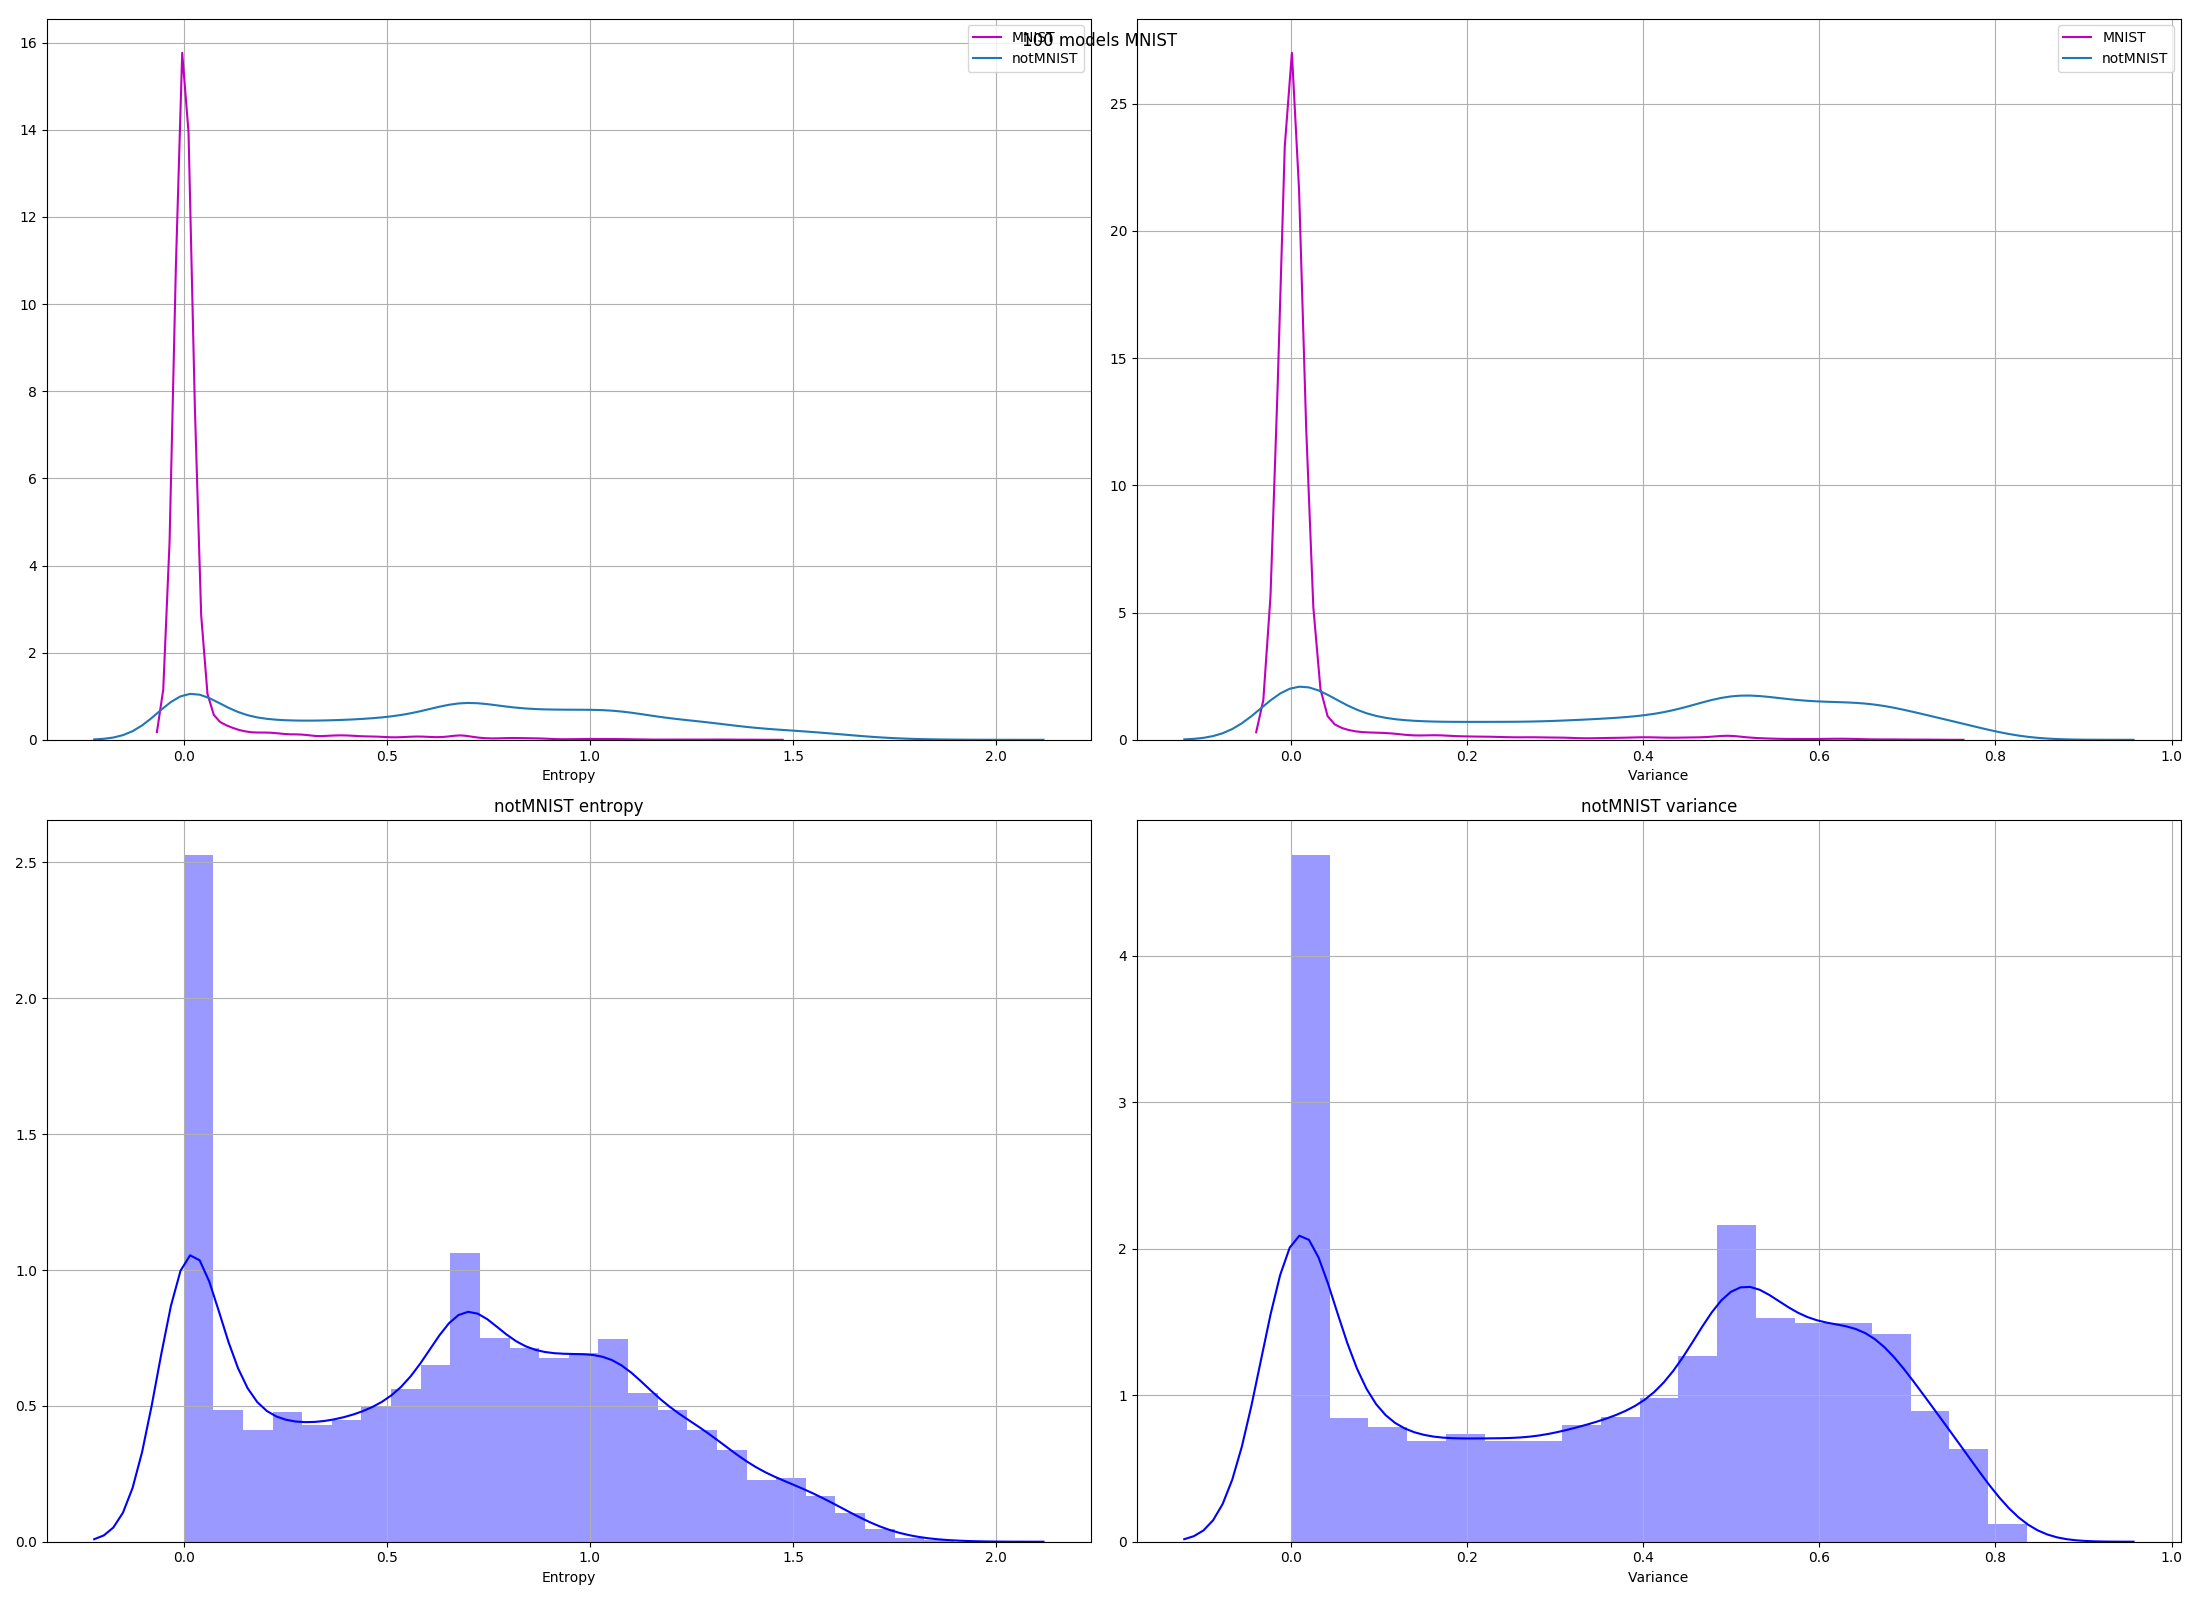 100 models MNIST
MNIST
notMNIST
16
14
12
10
8
6
4
2
0
0.0 0.5 1.0 1.5 2.0
Entropy
MNIST
notMNIST
25
20
15
10
5
0
0.0 0.2 0.4 0.6 0.8 1.0
Variance
notMNIST entropy
2.5
2.0
1.5
1.0
0.5
0.0
0.0 0.5 1.0 1.5 2.0
Entropy
notMNIST variance
4
3
2
1
0
0.0 0.2 0.4 0.6 0.8 1.0
Variance